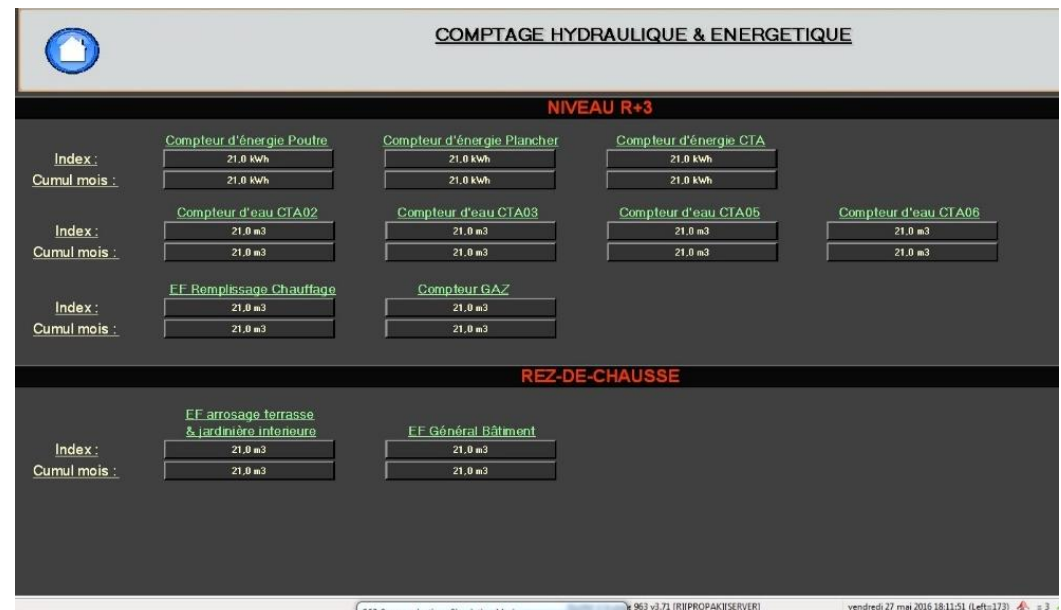 COMPTAGE HYDRAULIQUE & ENERGETIQUE
NIVEAU R+3
Compteur d'énergie Poutre Compteur d'énergie Plancher Compteur d'énergie CTA
Index : 21,0 kWh 21,0 kWh 21,0 kWh
Cumul mois : 21,0 kWh 21,0 kWh 21,0 kWh
Compteur d'eau CTA02 Compteur d'eau CTA03 Compteur d'eau CTA05 Compteur d'eau CTA06
Index : 21,0 m3 21,0 m3 21,0 m3 21,0 m3
Cumul mois : 21,0 m3 21,0 m3 21,0 m3 21,0 m3
EF Remplissage Chauffage Compteur GAZ
Index : 21,0 m3 21,0 m3
Cumul mois : 21,0 m3 21,0 m3
REZ-DE-CHAUSSE
EF arrosage terrasse
& jardinière interieure EF Général Bâtiment
Index : 21,0 m3 21,0 m3
Cumul mois : 21,0 m3 21,0 m3
963 v3.71 [R][PROPAK][SERVER] vendredi 27 mai 2016 18:11:51 (Left=173) = 3